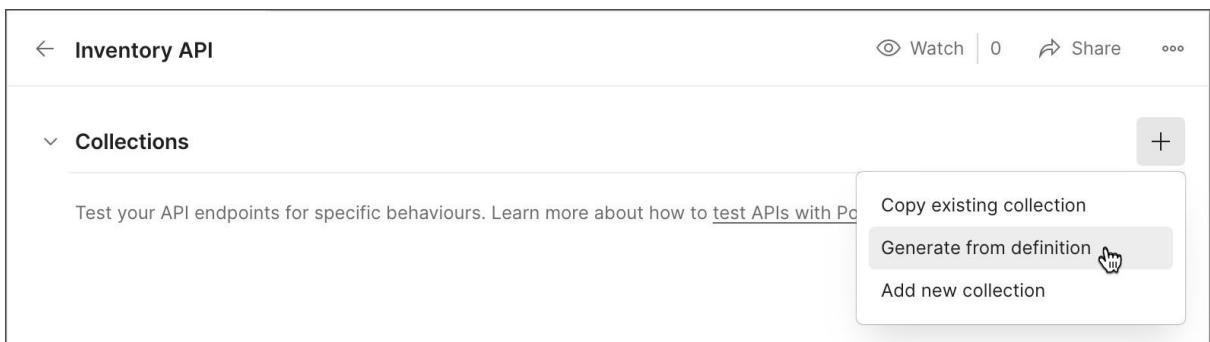 Inventory API
Watch 0 Share
Collections
Test your API endpoints for specific behaviours. Learn more about how to test APIs with Po
Copy existing collection
Generate from definition
Add new collection